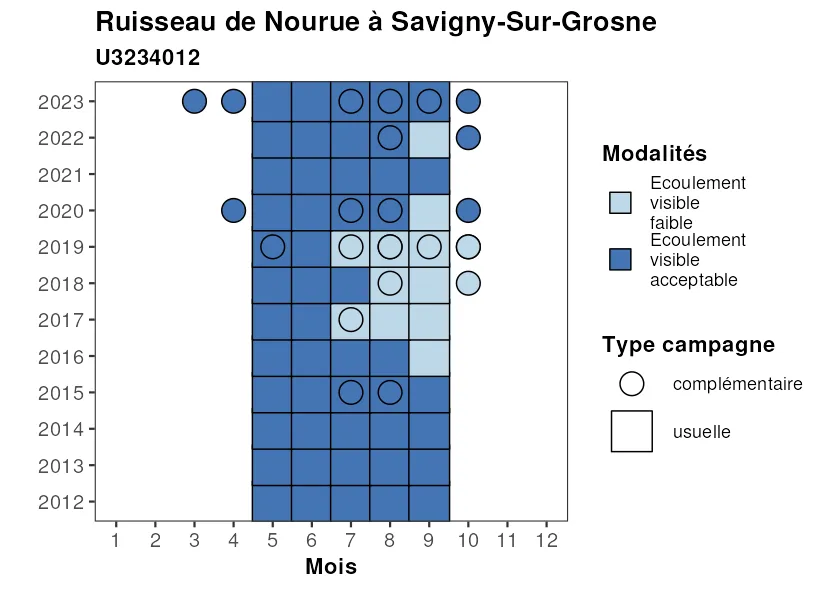 Ruisseau de Nourue à Savigny-Sur-Grosne
U3234012
2023
2022
2021
2020
2019
2018
2017
2016
2015
2014
2013
2012
1 2 3 4 5 6 7 8 9 10 11 12
Mois
Modalités
Ecoulement
visible
faible
Ecoulement
visible
acceptable
Type campagne
complémentaire
usuelle